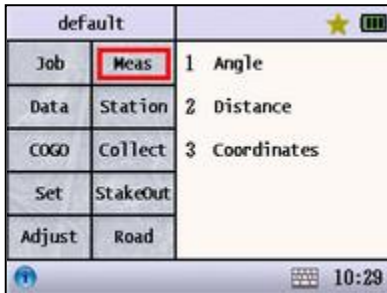 default
Job Meas 1 Angle
Data Station 2 Distance
COGO Collect 3 Coordinates
Set StakeOut
Adjust Road
10:29